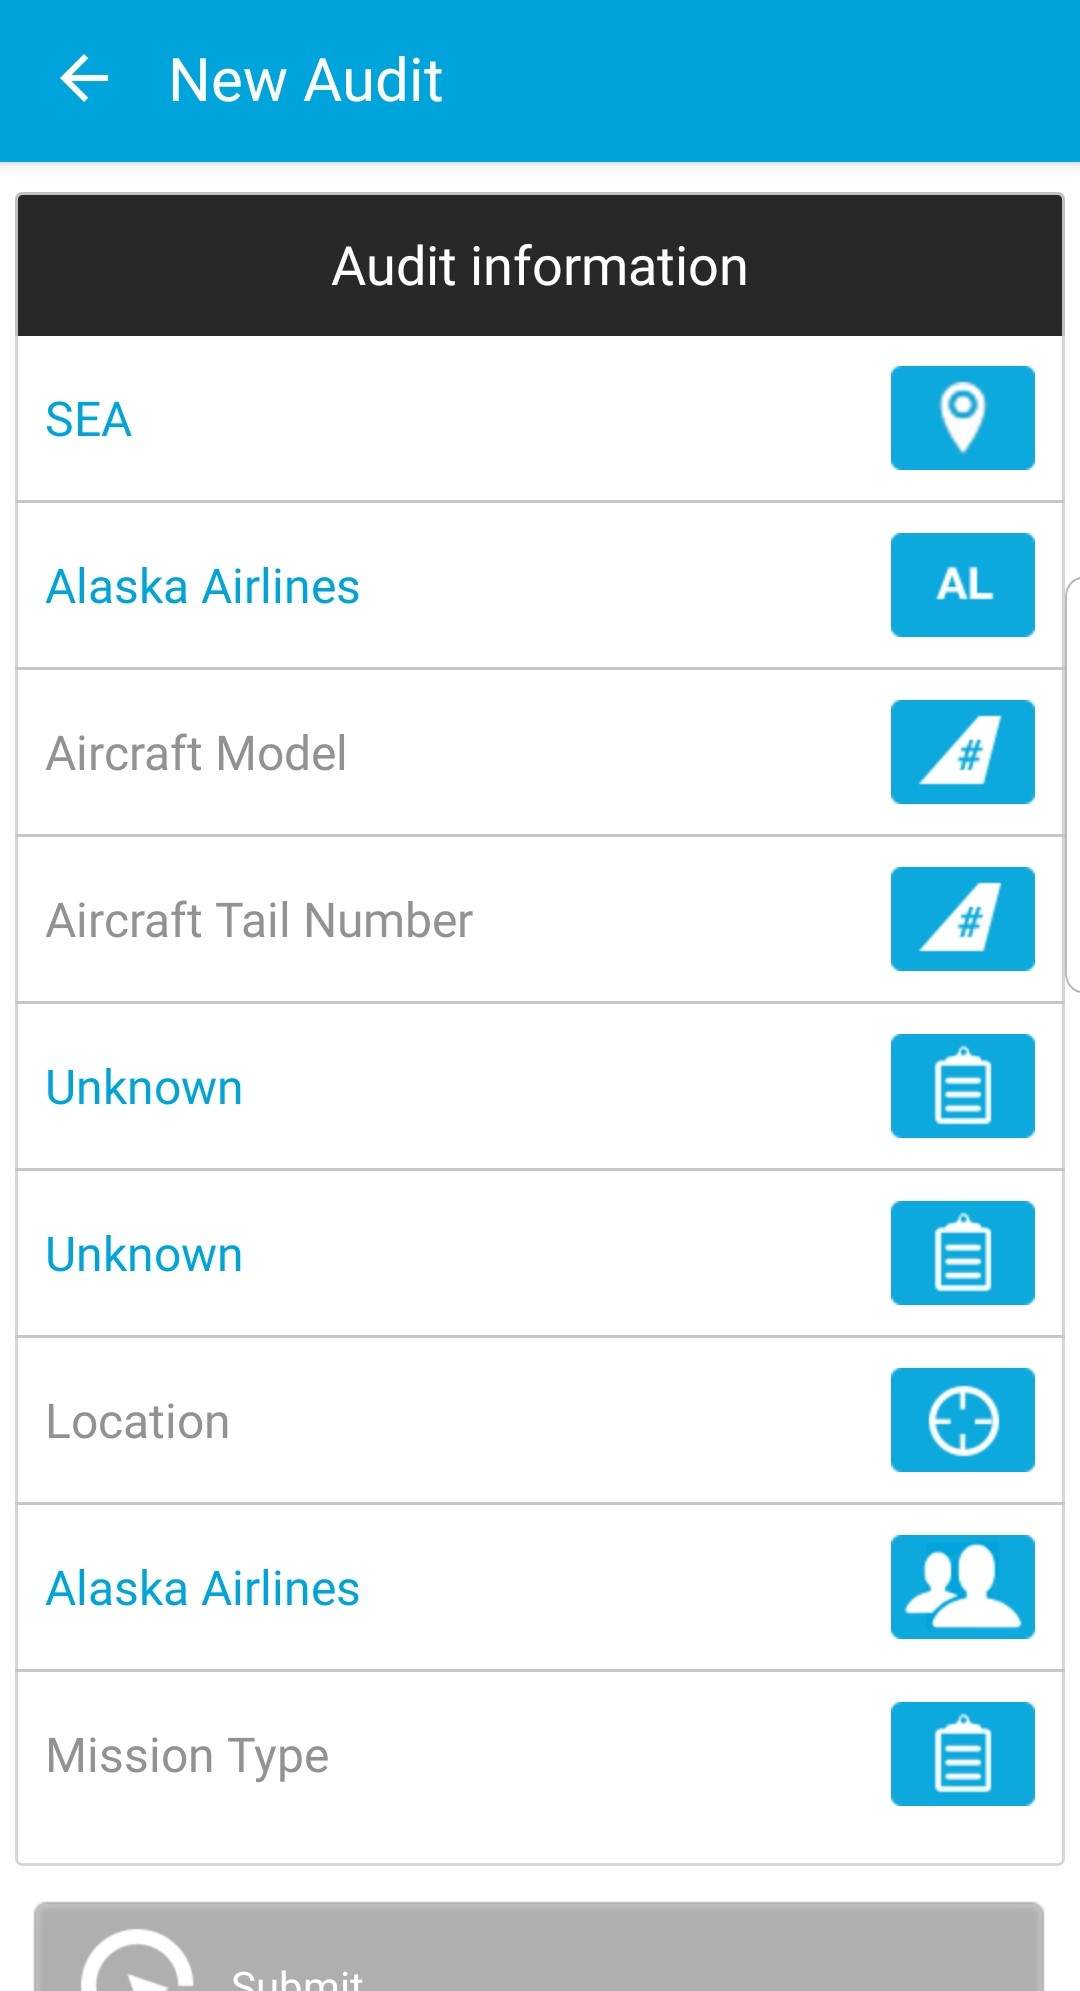 New Audit
Audit information
SEA
Alaska Airlines
AL
Aircraft Model
#
Aircraft Tail Number
#
Unknown
Unknown
Location
Alaska Airlines
Mission Type
Submit